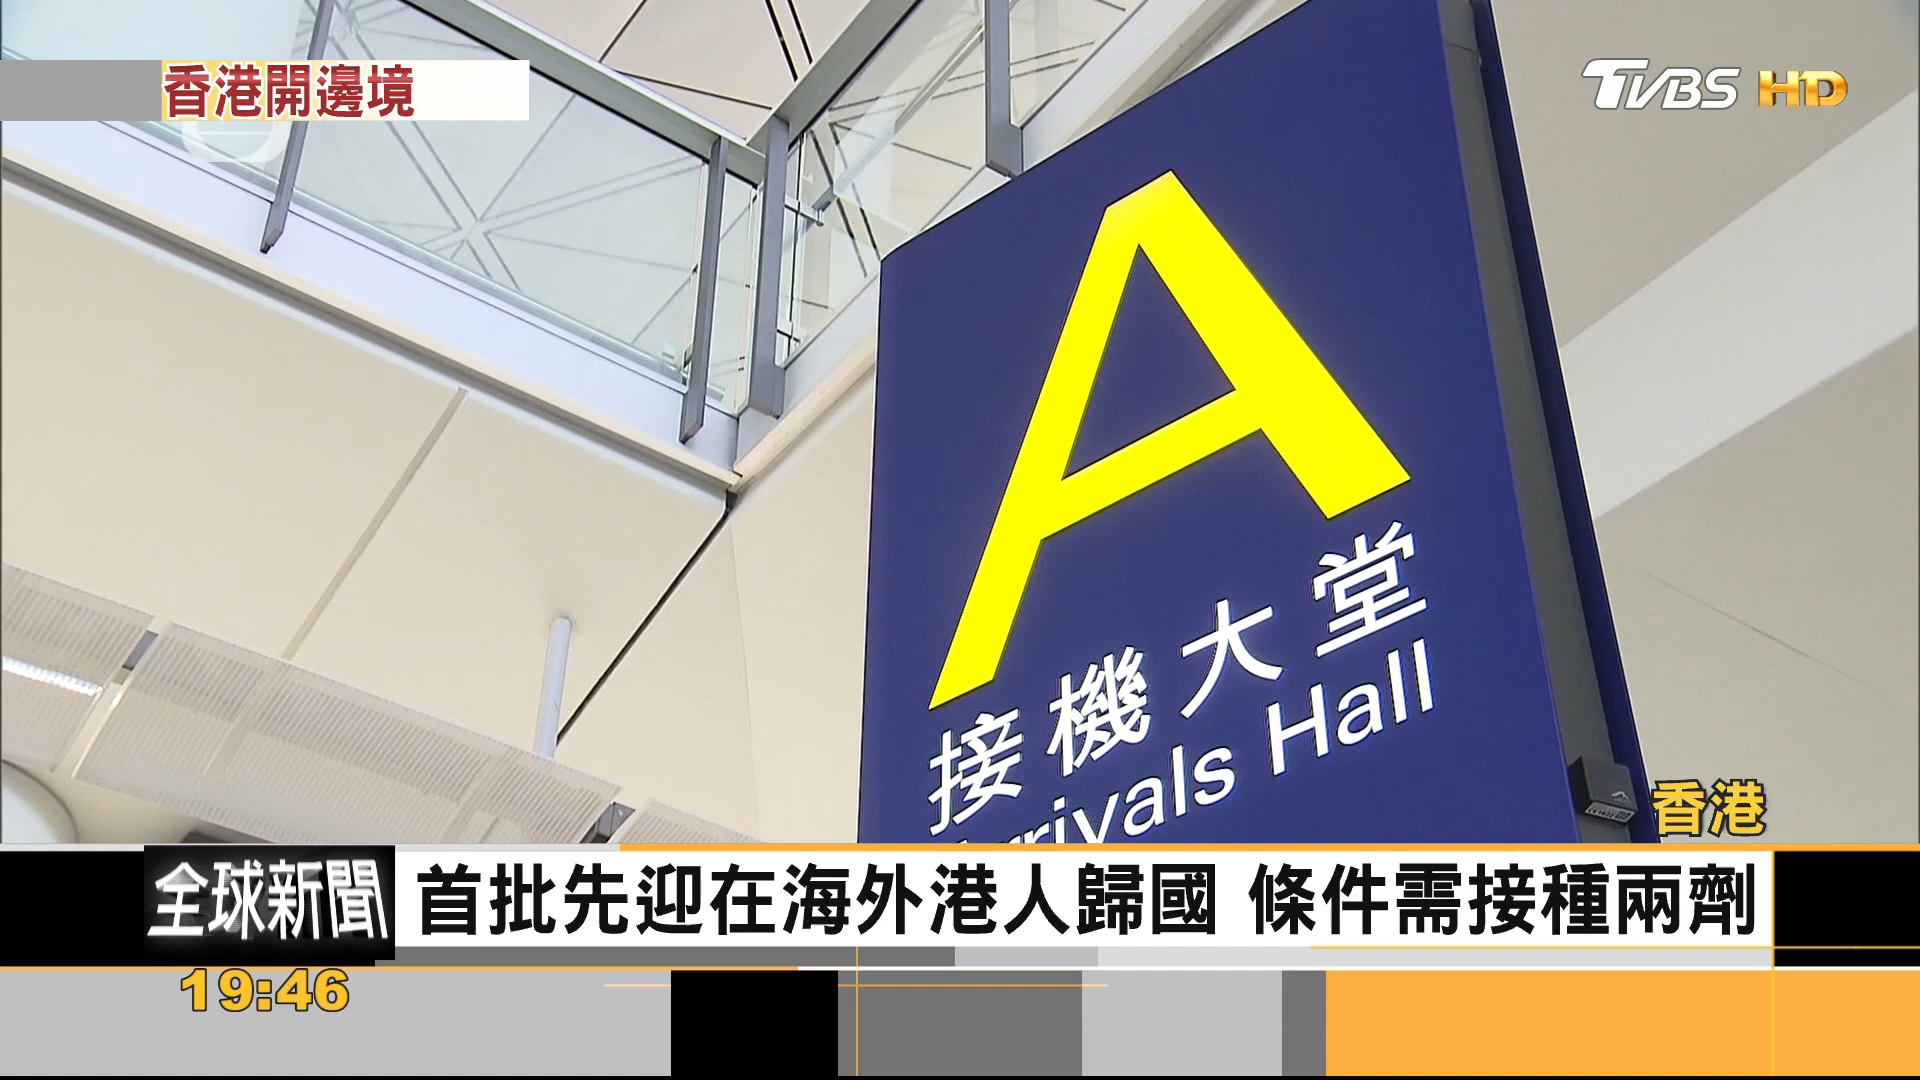 香港開邊境
TVBS HD
A
接機大堂
Arrivals Hall
香港
全球新聞
首批先迎在海外港人歸國 條件需接種兩劑
19:46